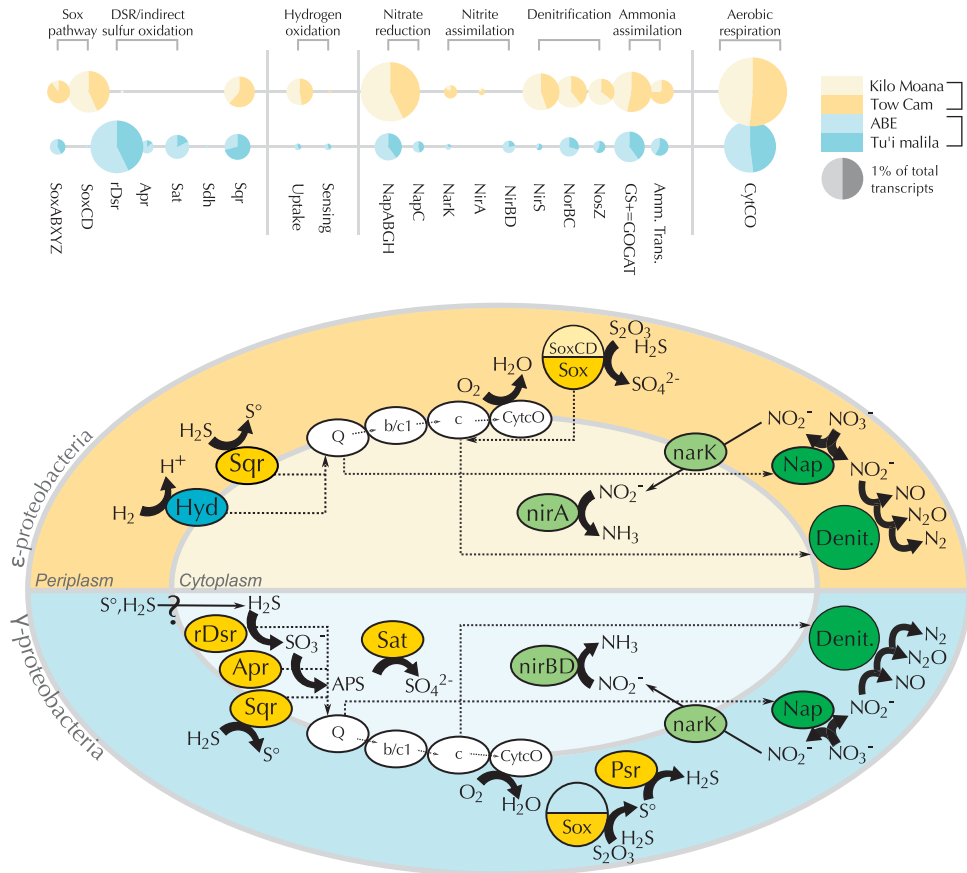 Sox pathway
DSR/indirect sulfur oxidation
Hydrogen oxidation
Nitrate reduction
Nitrite assimilation
Denitrification
Ammonia assimilation
Aerobic respiration
Kilo Moana
Tow Cam
ABE
Tu'i malila
1% of total transcripts
SoxABXYZ
SoxCD
rDsr
Apr
Sat
Sdh
Sqr
Uptake
Sensing
NapABGH
NapC
NarK
NirA
NirBD
NirS
NorBC
NosZ
GS+=GOGAT
Amm. Trans.
CytCO
ε-proteobacteria
S₂O₃
H₂S
SoxCD
Sox
SO₄²⁻
H₂O
O₂
S°
H₂S
Sqr
Q
b/c1
c
CytcO
H⁺
H₂
Hyd
narK
NO₂⁻
NO₃⁻
Nap
NO₂⁻
NO₂⁻
nirA
NH₃
NO
N₂O
N₂
Denit.
Periplasm
Cytoplasm
γ-proteobacteria
S°,H₂S
?
H₂S
rDsr
SO₃⁻
Sat
Apr
APS
SO₄²⁻
Sqr
H₂S
S°
Q
b/c1
c
CytcO
O₂
H₂O
nirBD
NH₃
NO₂⁻
narK
NO₂⁻
Denit.
N₂
N₂O
NO
Nap
NO₂⁻
NO₃⁻
Psr
H₂S
S°
Sox
H₂S
S₂O₃